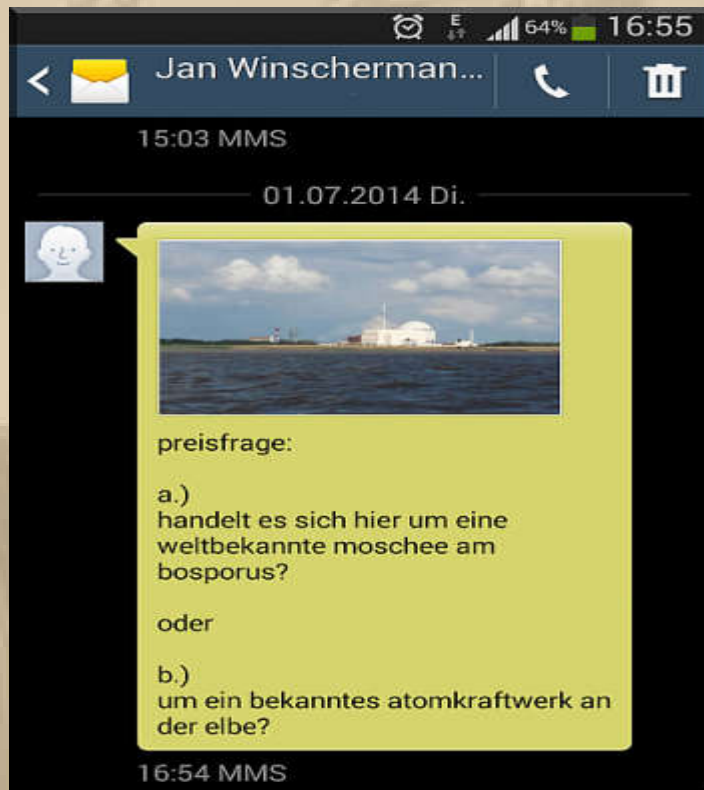 E 64% 16:55
Jan Winscherman...
15:03 MMS
01.07.2014 Di.
preisfrage:
a.)
handelt es sich hier um eine
weltbekannte moschee am
bosporus?
oder
b.)
um ein bekanntes atomkraftwerk an
der elbe?
16:54 MMS